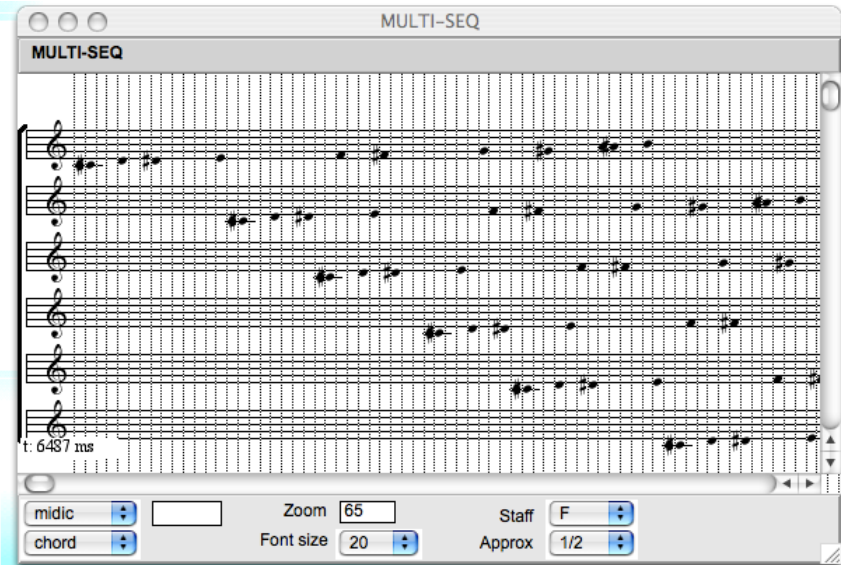 MULTI-SEQ
MULTI-SEQ
t: 6487 ms
midic Zoom 65 Staff F
chord Font size 20 Approx 1/2